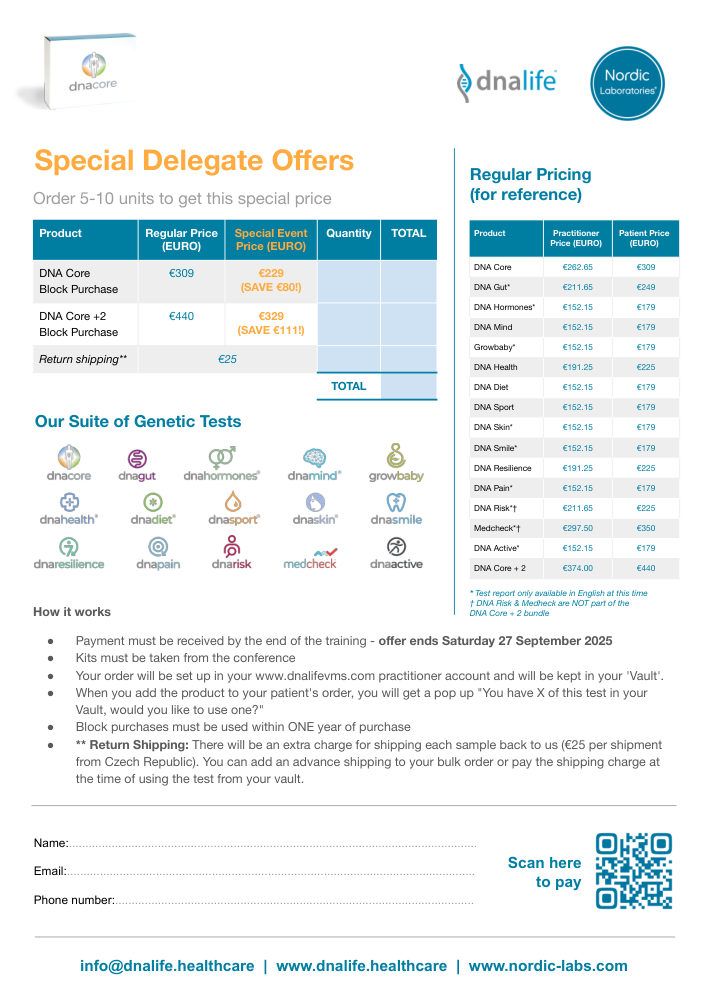 dnacore
dnalife
Nordic
Laboratories®
Special Delegate Offers
Order 5-10 units to get this special price
Product Regular Price (EURO) Special Event Price (EURO) Quantity TOTAL
DNA Core Block Purchase €309 €229 (SAVE €80!)
DNA Core +2 Block Purchase €440 €329 (SAVE €111!)
Return shipping** €25
TOTAL
Our Suite of Genetic Tests
dnacore dnagut dnahormones® dnamind® growbaby
dnahealth® dnadiet® dnasport® dnaskin® dnasmile
dnaresilience dnapain dnarisk medcheck dnaactive
Regular Pricing
(for reference)
Product Practitioner Price (EURO) Patient Price (EURO)
DNA Core €262.65 €309
DNA Gut* €211.65 €249
DNA Hormones* €152.15 €179
DNA Mind €152.15 €179
Growbaby* €152.15 €179
DNA Health €191.25 €225
DNA Diet €152.15 €179
DNA Sport €152.15 €179
DNA Skin* €152.15 €179
DNA Smile* €152.15 €179
DNA Resilience €191.25 €225
DNA Pain* €152.15 €179
DNA Risk*† €211.65 €225
Medcheck*† €297.50 €350
DNA Active* €152.15 €179
DNA Core + 2 €374.00 €440
* Test report only available in English at this time
† DNA Risk & Medheck are NOT part of the
DNA Core + 2 bundle
How it works
● Payment must be received by the end of the training - offer ends Saturday 27 September 2025
● Kits must be taken from the conference
● Your order will be set up in your www.dnalifevms.com practitioner account and will be kept in your 'Vault'.
● When you add the product to your patient's order, you will get a pop up "You have X of this test in your
Vault, would you like to use one?"
● Block purchases must be used within ONE year of purchase
● ** Return Shipping: There will be an extra charge for shipping each sample back to us (€25 per shipment
from Czech Republic). You can add an advance shipping to your bulk order or pay the shipping charge at
the time of using the test from your vault.
Name:
Email:
Phone number:
Scan here
to pay
info@dnalife.healthcare | www.dnalife.healthcare | www.nordic-labs.com